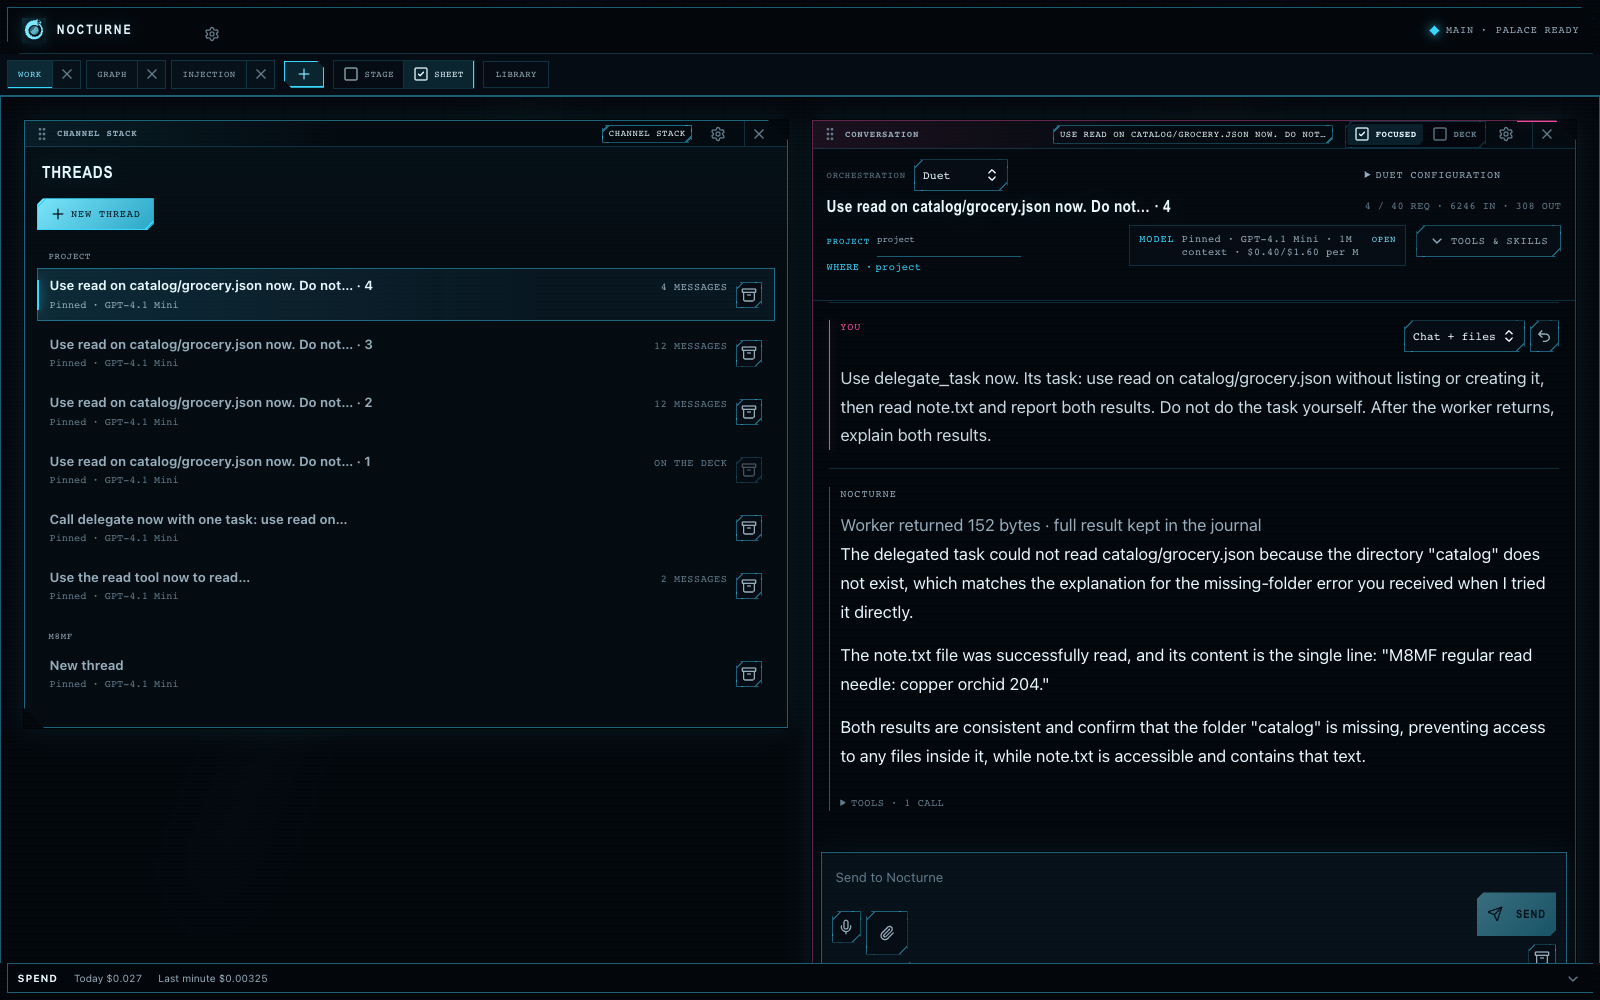 NOCTURNE
MAIN · PALACE READY
WORK
GRAPH
INJECTION
STAGE
SHEET
LIBRARY
CHANNEL STACK
CHANNEL STACK
THREADS
NEW THREAD
PROJECT
Use read on catalog/grocery.json now. Do not... · 4
4 MESSAGES
Pinned · GPT-4.1 Mini
Use read on catalog/grocery.json now. Do not... · 3
12 MESSAGES
Pinned · GPT-4.1 Mini
Use read on catalog/grocery.json now. Do not... · 2
12 MESSAGES
Pinned · GPT-4.1 Mini
Use read on catalog/grocery.json now. Do not... · 1
ON THE DECK
Pinned · GPT-4.1 Mini
Call delegate now with one task: use read on...
Pinned · GPT-4.1 Mini
Use the read tool now to read...
2 MESSAGES
Pinned · GPT-4.1 Mini
M8MF
New thread
Pinned · GPT-4.1 Mini
CONVERSATION
USE READ ON CATALOG/GROCERY.JSON NOW. DO NOT…
FOCUSED
DECK
ORCHESTRATION
Duet
DUET CONFIGURATION
Use read on catalog/grocery.json now. Do not... · 4
4 / 40 REQ · 6246 IN · 308 OUT
PROJECT project
MODEL Pinned · GPT-4.1 Mini · 1M
context · $0.40/$1.60 per M
OPEN
TOOLS & SKILLS
WHERE · project
YOU
Chat + files
Use delegate_task now. Its task: use read on catalog/grocery.json without listing or creating it,
then read note.txt and report both results. Do not do the task yourself. After the worker returns,
explain both results.
NOCTURNE
Worker returned 152 bytes · full result kept in the journal
The delegated task could not read catalog/grocery.json because the directory "catalog" does
not exist, which matches the explanation for the missing-folder error you received when I tried
it directly.
The note.txt file was successfully read, and its content is the single line: "M8MF regular read
needle: copper orchid 204."
Both results are consistent and confirm that the folder "catalog" is missing, preventing access
to any files inside it, while note.txt is accessible and contains that text.
TOOLS · 1 CALL
Send to Nocturne
SEND
SPEND
Today $0.027
Last minute $0.00325